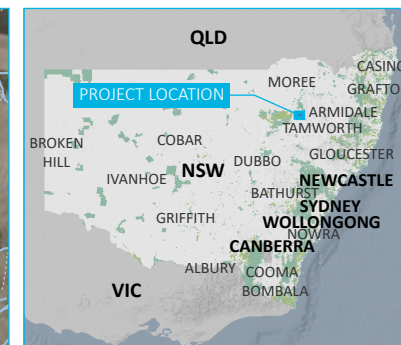 QLD
CASINO
MOREE
GRAFTO
PROJECT LOCATION
ARMIDALE
TAMWORTH
BROKEN
HILL
COBAR
DUBBO
GLOUCESTER
IVANHOE
NSW
NEWCASTLE
BATHURST
SYDNEY
GRIFFITH
WOLLONGONG
NOWRA
CANBERRA
ALBURY
COOMA
VIC
BOMBALA